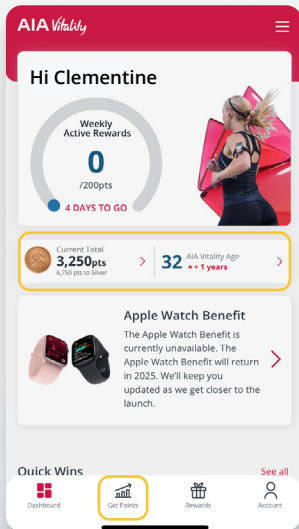 AIA Vitality
Hi Clementine
Weekly
Active Rewards
0
/200pts
4 DAYS TO GO
Current Total
3,250pts
6,750 pts to Silver
32
AIA Vitality Age
+ 1 years
Apple Watch Benefit
The Apple Watch Benefit is
currently unavailable. The
Apple Watch Benefit will return
in 2025. We'll keep you
updated as we get closer to the
launch.
Quick Wins
See all
Dashboard
Get Points
Rewards
Account